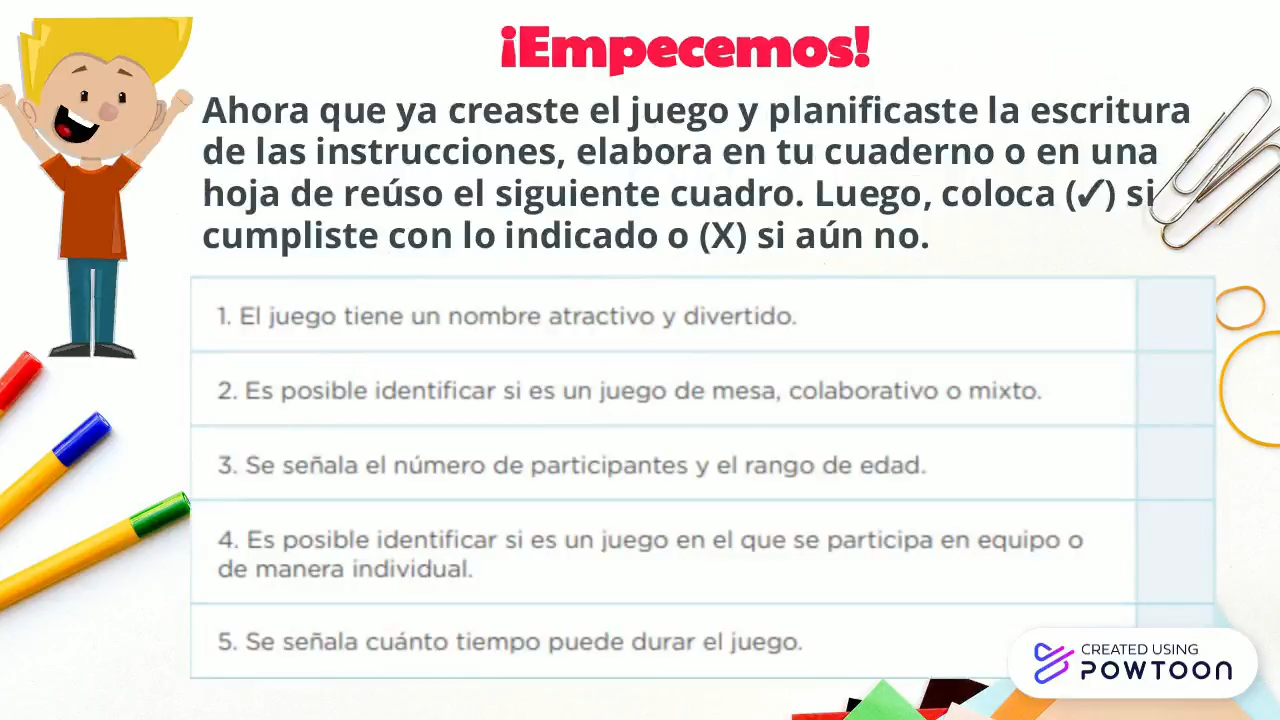 ¡Empecemos!
Ahora que ya creaste el juego y planificaste la escritura
de las instrucciones, elabora en tu cuaderno o en una
hoja de reúso el siguiente cuadro. Luego, coloca (✓) si
cumpliste con lo indicado o (X) si aún no.
1. El juego tiene un nombre atractivo y divertido.
2. Es posible identificar si es un juego de mesa, colaborativo o mixto.
3. Se señala el número de participantes y el rango de edad.
4. Es posible identificar si es un juego en el que se participa en equipo o
de manera individual.
5. Se señala cuánto tiempo puede durar el juego.
CREATED USING
POWTOON